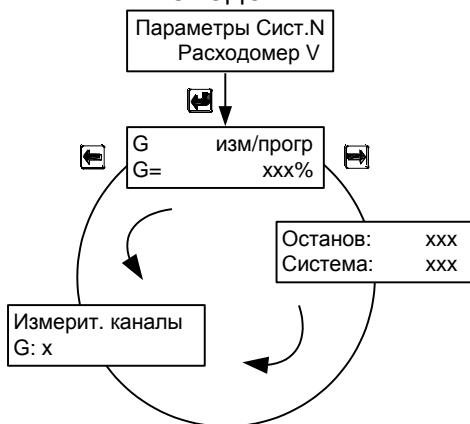 Параметры Сист.N
Расходомер V
G изм/прогр
G= xxx%
Останов: xxx
Система: xxx
Измерит. каналы
G: x